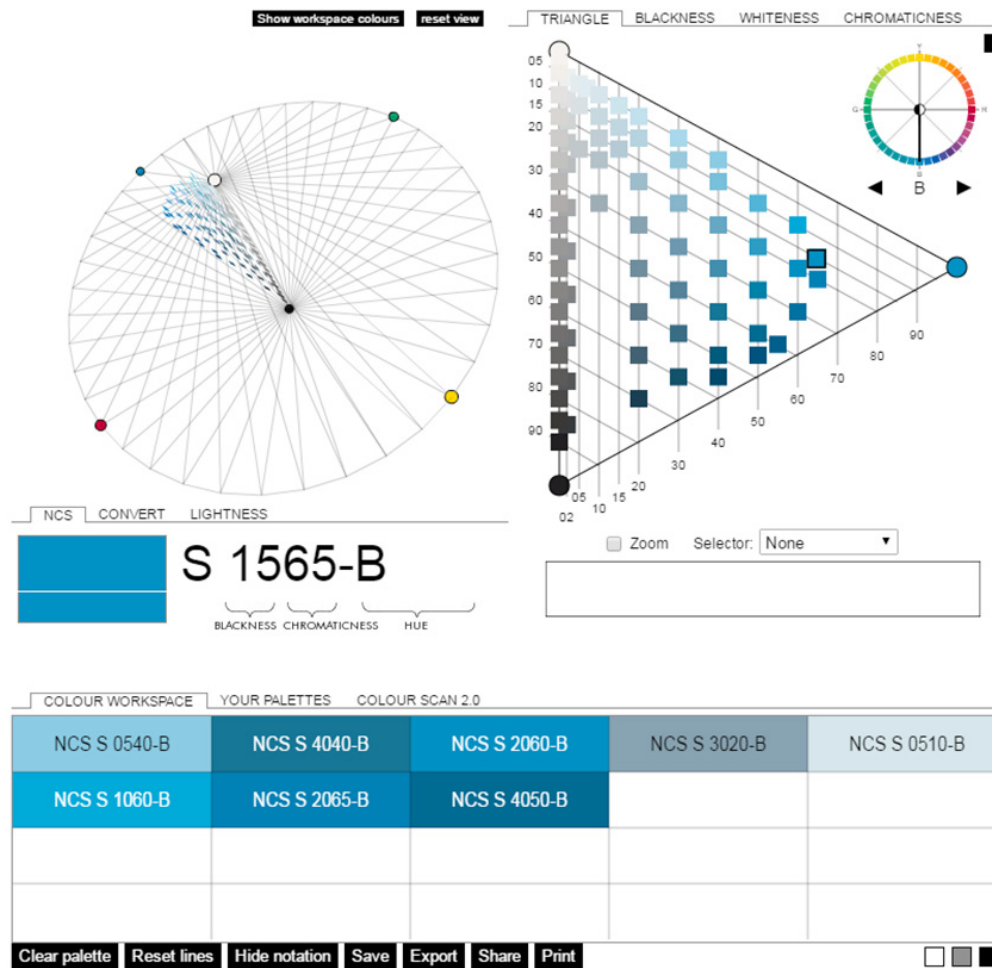 Show workspace colours reset view
TRIANGLE BLACKNESS WHITENESS CHROMATICNESS
05
10
15
20
30
40
50
60
70
80
90
02
05
10
15
20
30
40
50
60
70
80
90
Y
G R
B
◀ B ▶
NCS CONVERT LIGHTNESS
S 1565-B
BLACKNESS CHROMATICNESS HUE
Zoom Selector: None ▼
COLOUR WORKSPACE YOUR PALETTES COLOUR SCAN 2.0
NCS S 0540-B NCS S 4040-B NCS S 2060-B NCS S 3020-B NCS S 0510-B
NCS S 1060-B NCS S 2065-B NCS S 4050-B
Clear palette Reset lines Hide notation Save Export Share Print